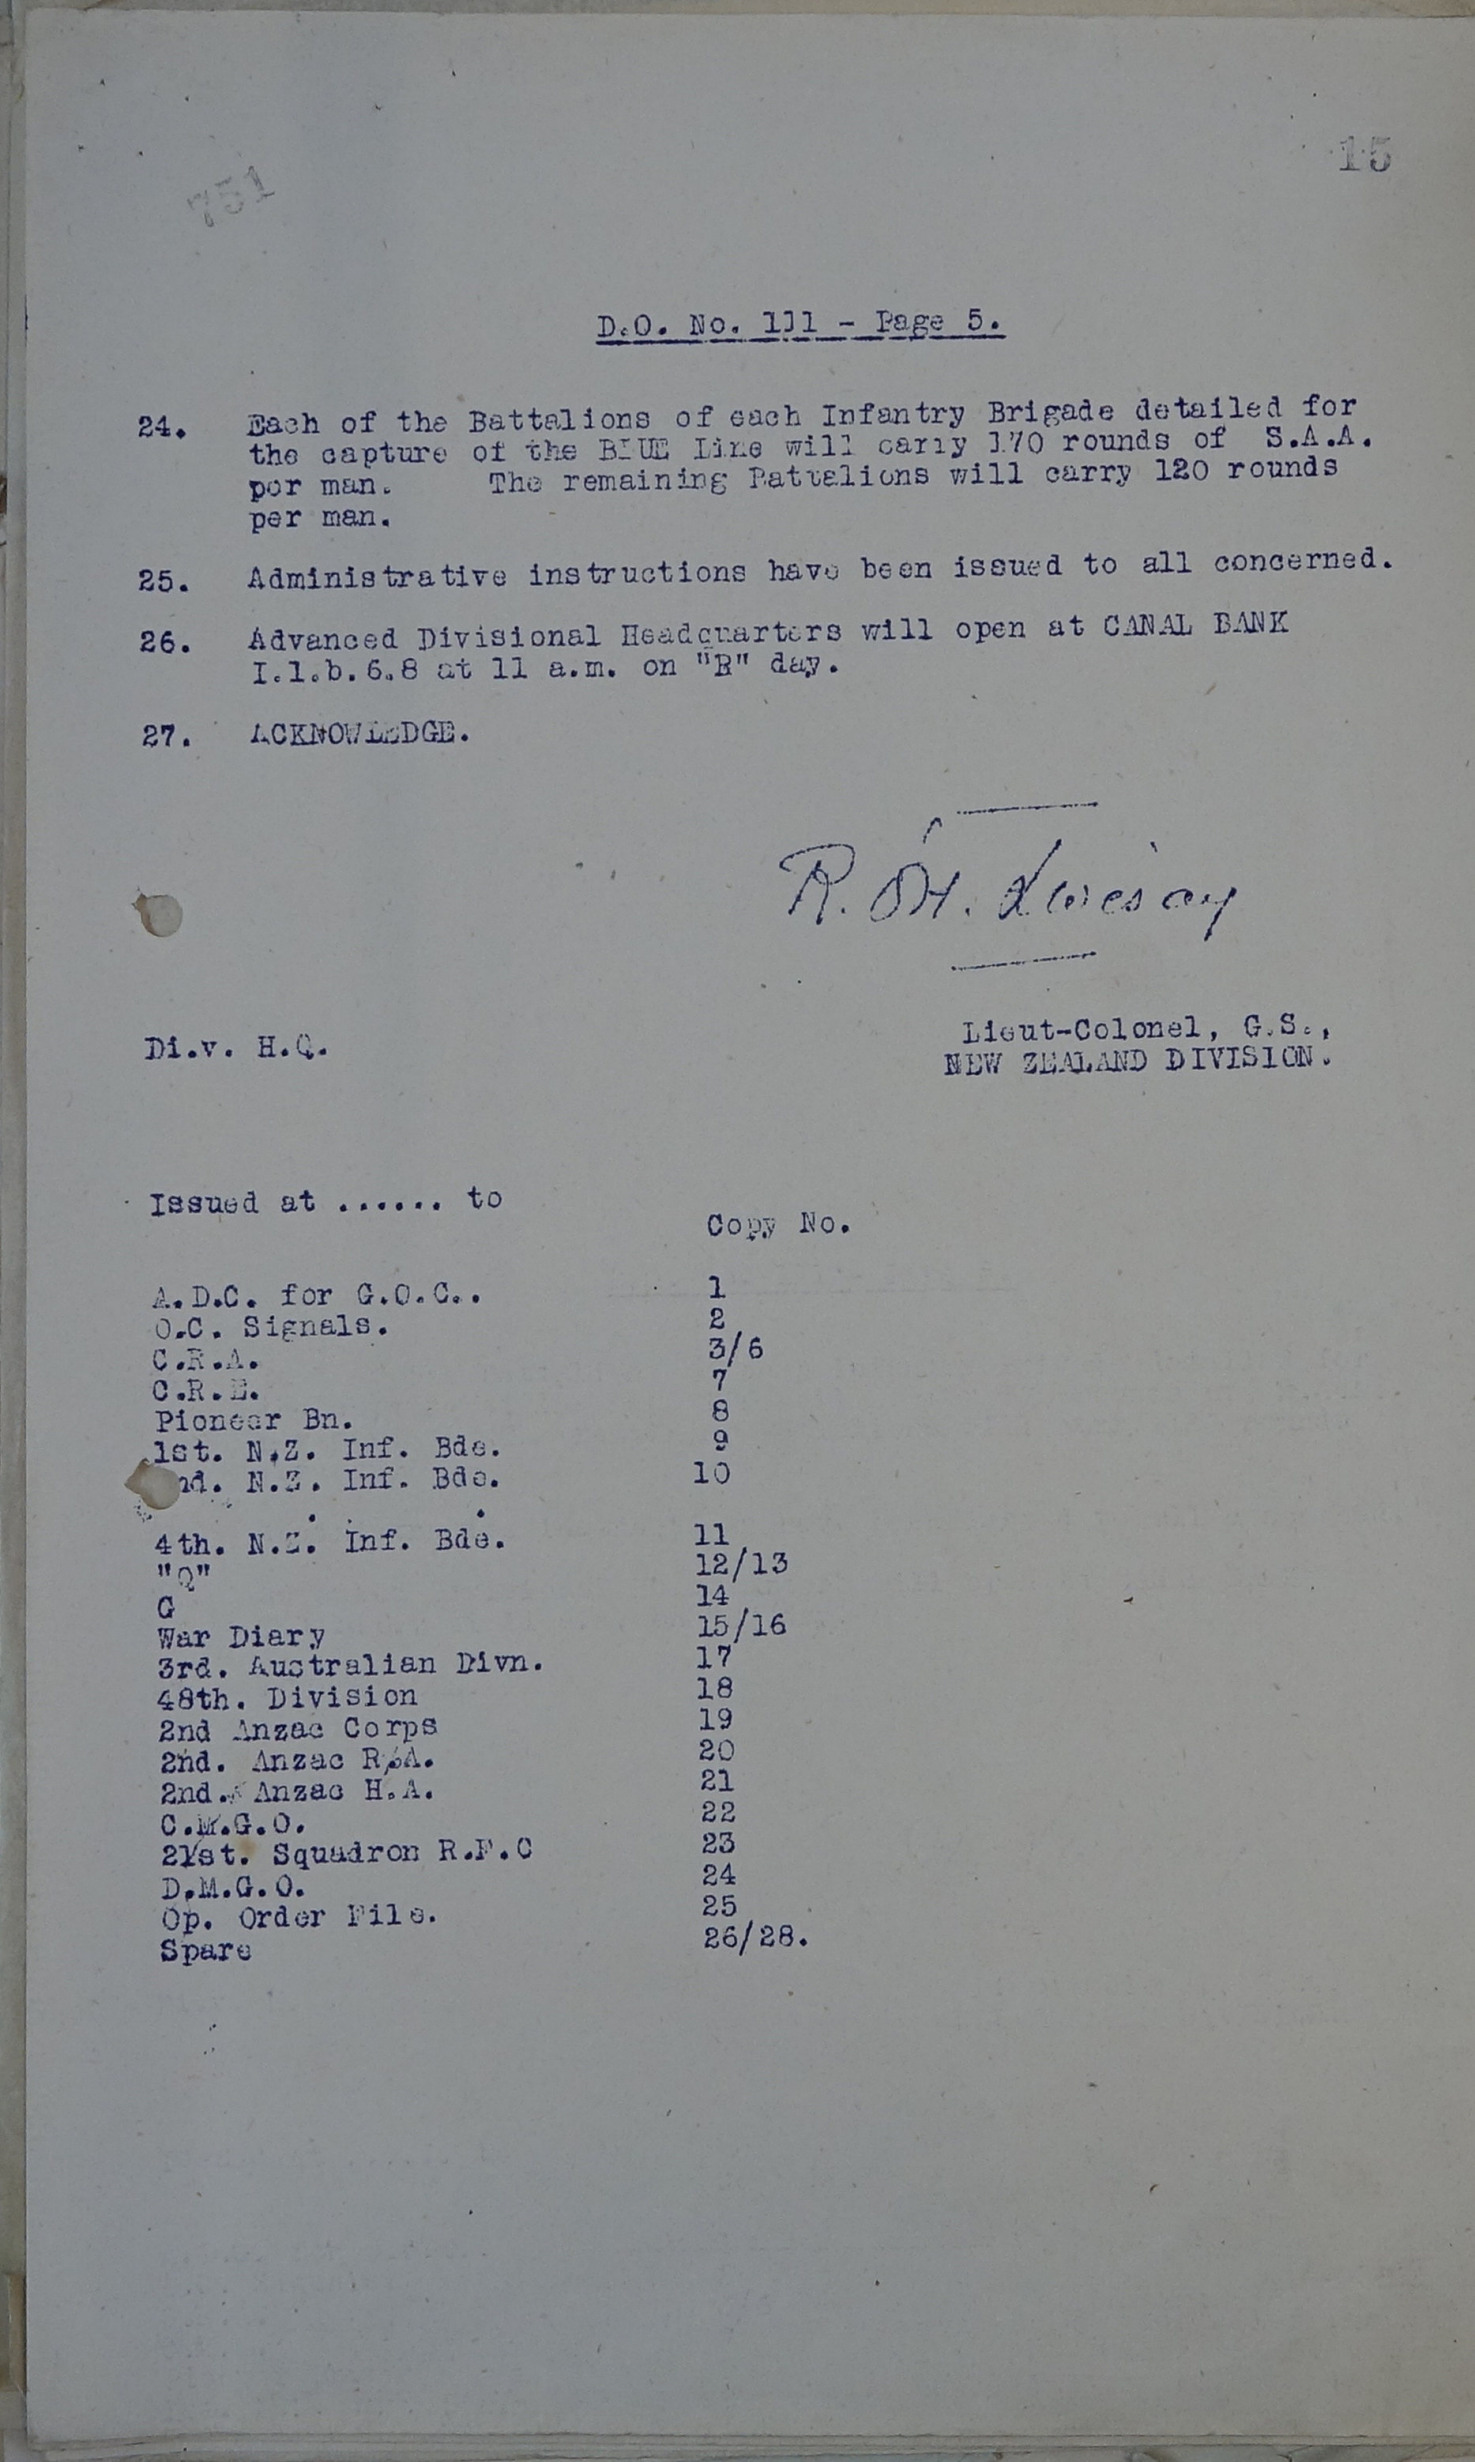 15
751
D.O. No. 111 - Page 5.
24. Each of the Battalions of each Infantry Brigade detailed for
the capture of the BLUE Line will carry 170 rounds of S.A.A.
per man. The remaining Battalions will carry 120 rounds
per man.
25. Administrative instructions have been issued to all concerned.
26. Advanced Divisional Headquarters will open at CANAL BANK
I.1.b.6.8 at 11 a.m. on "B" day.
27. ACKNOWLEDGE.
R.
Div. H.Q.
Lieut-Colonel, G.S.,
NEW ZEALAND DIVISION.
Issued at ...... to
Copy No.
A.D.C. for G.O.C.. 1
O.C. Signals. 2
C.R.A. 3/6
C.R.E. 7
Pioneer Bn. 8
1st. N.Z. Inf. Bde. 9
nd. N.Z. Inf. Bde. 10
4th. N.Z. Inf. Bde. 11
"Q" 12/13
G 14
War Diary 15/16
3rd. Australian Divn. 17
48th. Division 18
2nd Anzac Corps 19
2nd. Anzac R.A. 20
2nd. Anzac H.A. 21
C.M.G.O. 22
21st. Squadron R.F.C 23
D.M.G.O. 24
Op. Order File. 25
Spare 26/28.